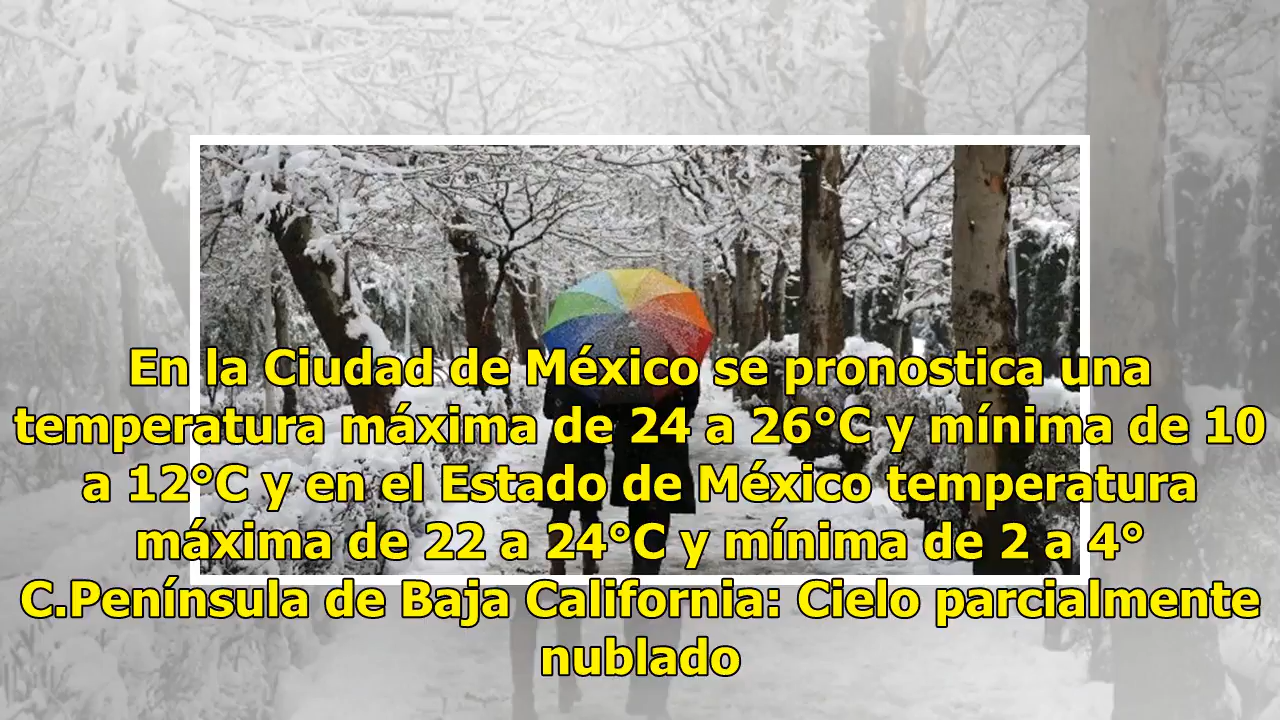 En la Ciudad de México se pronostica una
temperatura máxima de 24 a 26°C y mínima de 10
a 12°C y en el Estado de México temperatura
máxima de 22 a 24°C y mínima de 2 a 4°
C.Península de Baja California: Cielo parcialmente
nublado